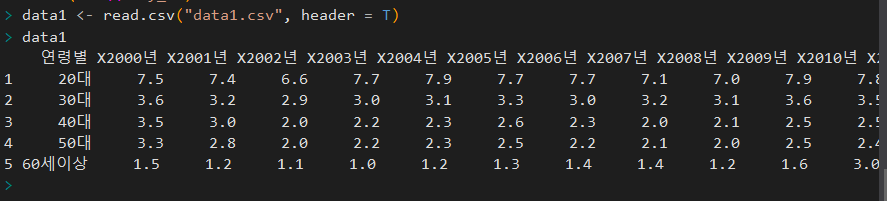 > data1 <- read.csv("data1.csv", header = T)
> data1
연령별 X2000년 X2001년 X2002년 X2003년 X2004년 X2005년 X2006년 X2007년 X2008년 X2009년 X2010년
1 20대 7.5 7.4 6.6 7.7 7.9 7.7 7.7 7.1 7.0 7.9 7.8
2 30대 3.6 3.2 2.9 3.0 3.1 3.3 3.0 3.2 3.1 3.6 3.5
3 40대 3.5 3.0 2.0 2.2 2.3 2.6 2.3 2.0 2.1 2.5 2.5
4 50대 3.3 2.8 2.0 2.2 2.3 2.5 2.2 2.1 2.0 2.5 2.4
5 60세이상 1.5 1.2 1.1 1.0 1.2 1.3 1.4 1.4 1.2 1.6 3.0
>